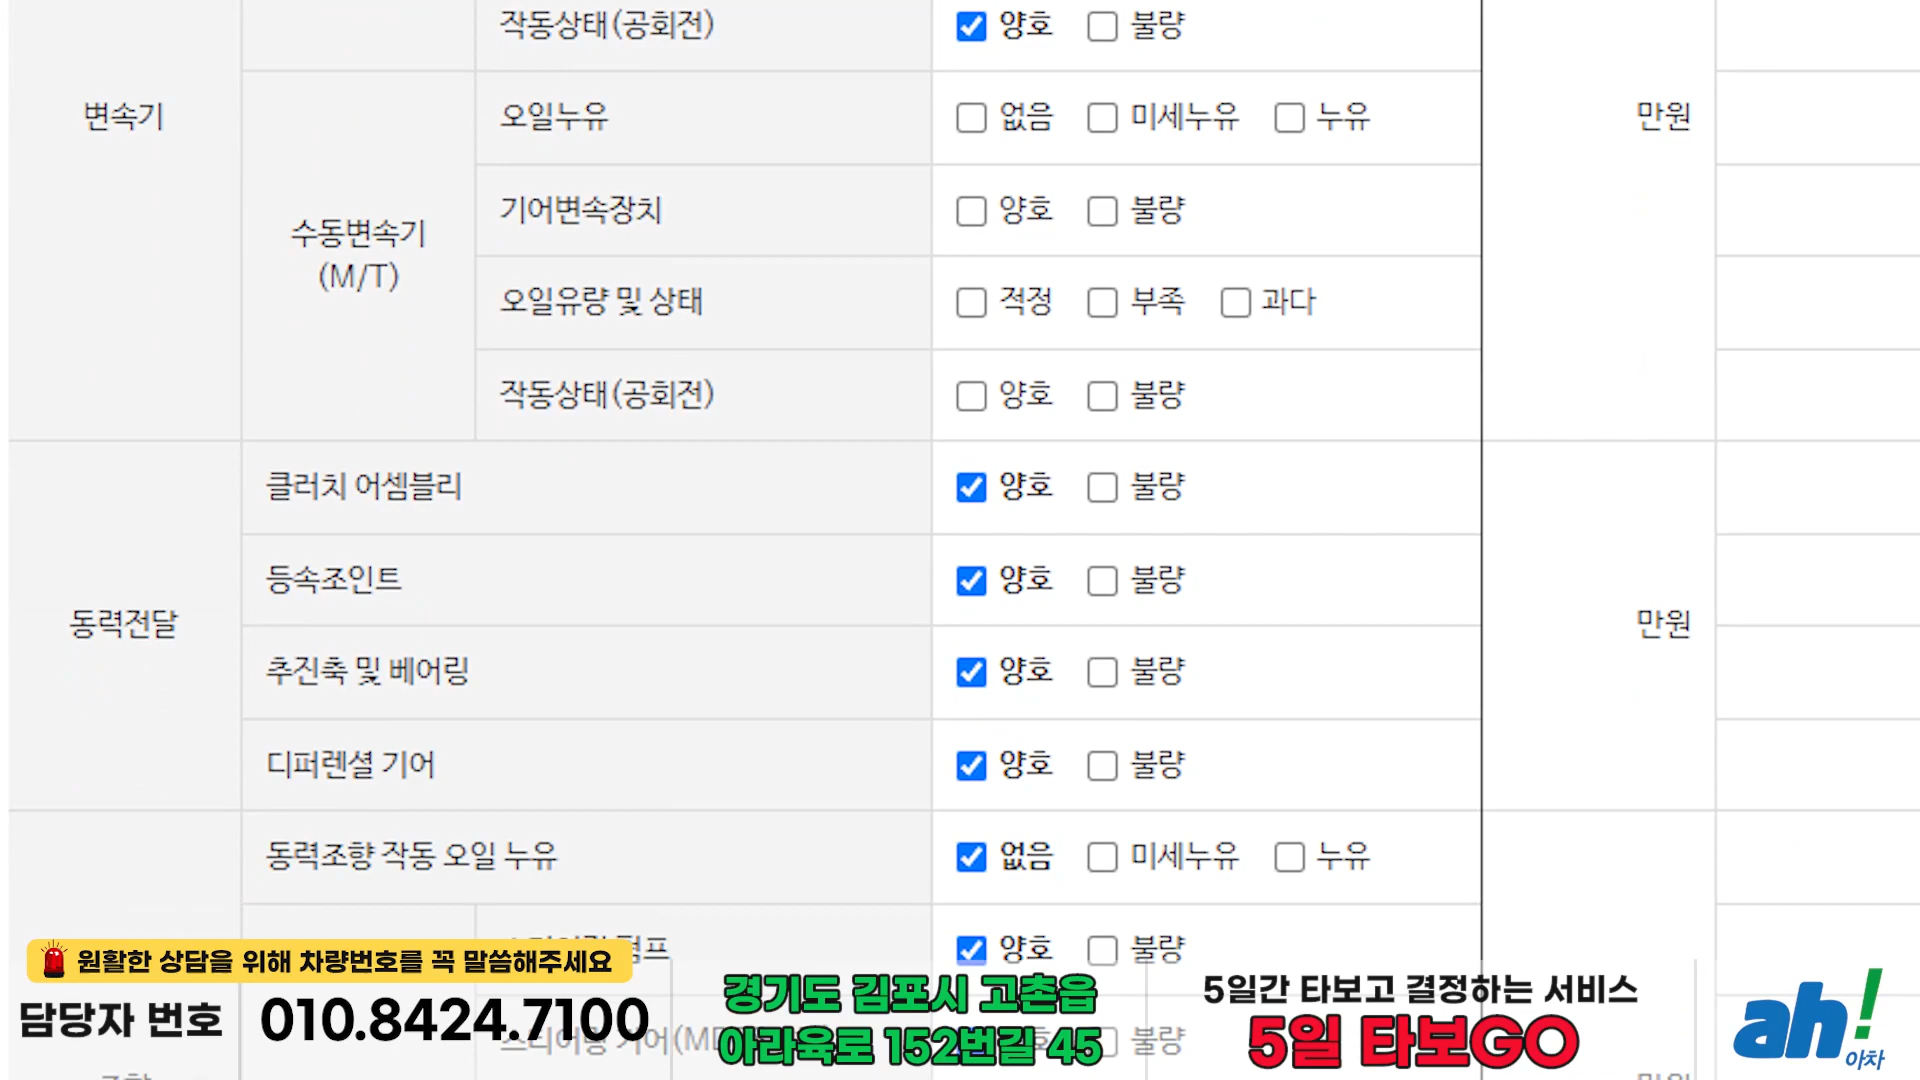 작동상태(공회전) 양호 불량
변속기 오일누유 없음 미세누유 누유 만원
기어변속장치 양호 불량
수동변속기
(M/T)
오일유량 및 상태 적정 부족 과다
작동상태(공회전) 양호 불량
클러치 어셈블리 양호 불량
등속조인트 양호 불량
동력전달 만원
추진축 및 베어링 양호 불량
디퍼렌셜 기어 양호 불량
동력조향 작동 오일 누유 없음 미세누유 누유
양호 불량
원활한 상담을 위해 차량번호를 꼭 말씀해주세요
담당자 번호 010.8424.7100
경기도 김포시 고촌읍
아라육로 152번길 45
불량
5일간 타보고 결정하는 서비스
5일 타보GO
ah!
아차